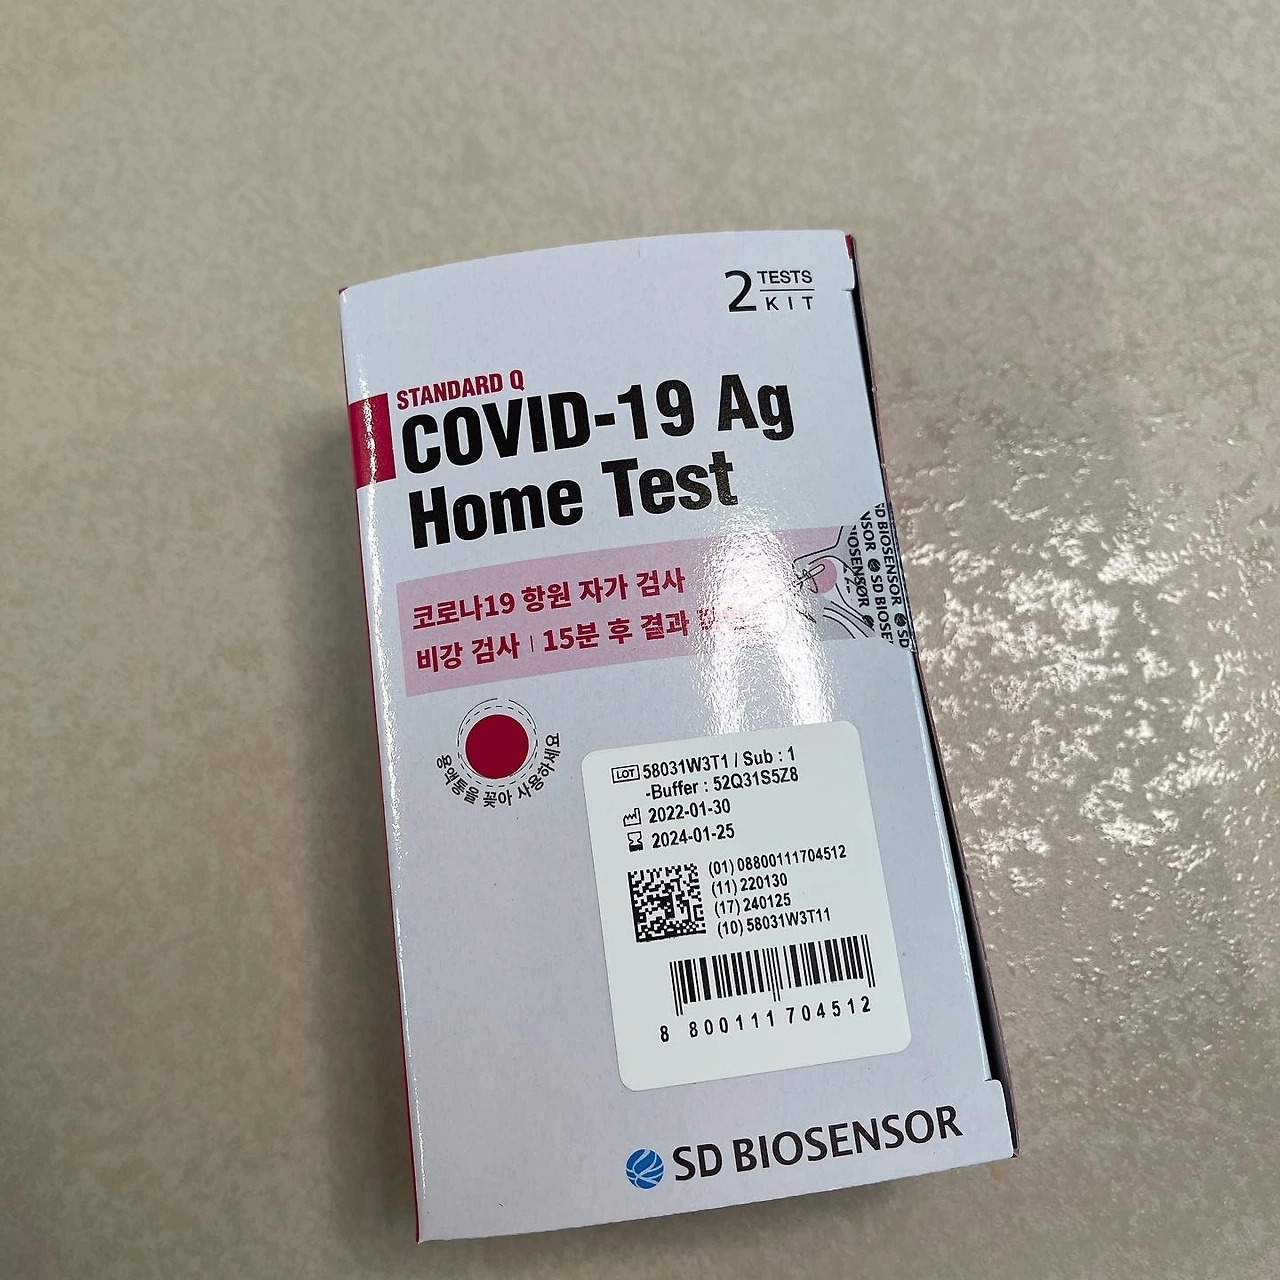 2 TESTS
KIT
STANDARD Q
COVID-19 Ag
Home Test
코로나19 항원 자가 검사
비강 검사 | 15분 후 결과
용액통을 꽂아 사용하세요
SD BIOSENSOR
LOT 58031W3T1 / Sub : 1
-Buffer : 52Q31S5Z8
2022-01-30
2024-01-25
(01) 08800111704512
(11) 220130
(17) 240125
(10) 58031W3T11
8 800111 704512
SD BIOSENSOR